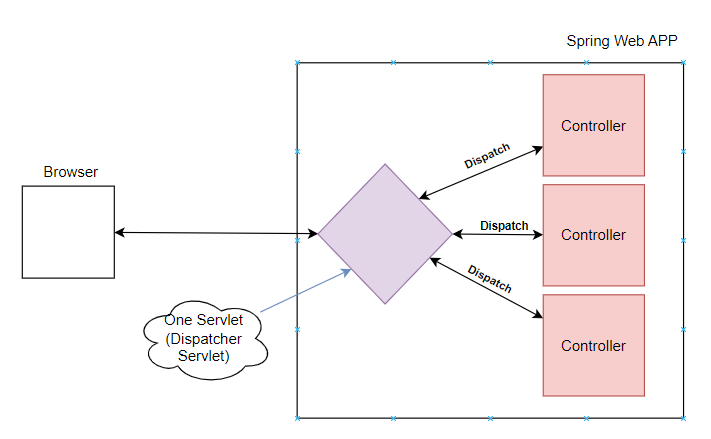 Spring Web APP
Controller
Dispatch
Browser
Dispatch
Controller
Dispatch
One Servlet
(Dispatcher
Servlet)
Controller